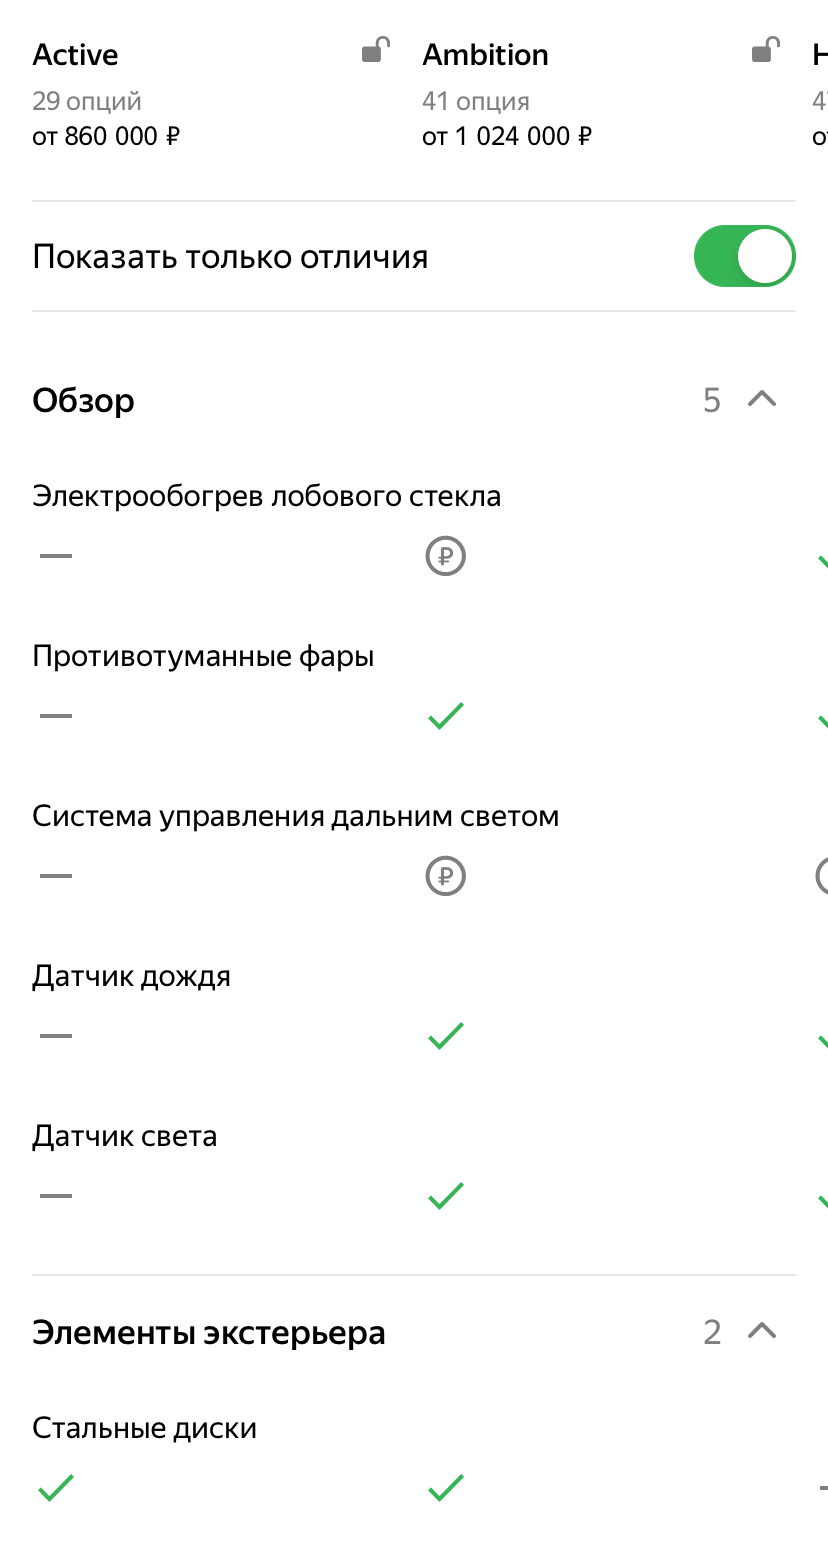 Active
Ambition
29 опций
41 опция
от 860 000 ₽
от 1 024 000 ₽
Показать только отличия
Обзор
5
Электрообогрев лобового стекла
₽
Противотуманные фары
Система управления дальним светом
₽
Датчик дождя
Датчик света
Элементы экстерьера
2
Стальные диски